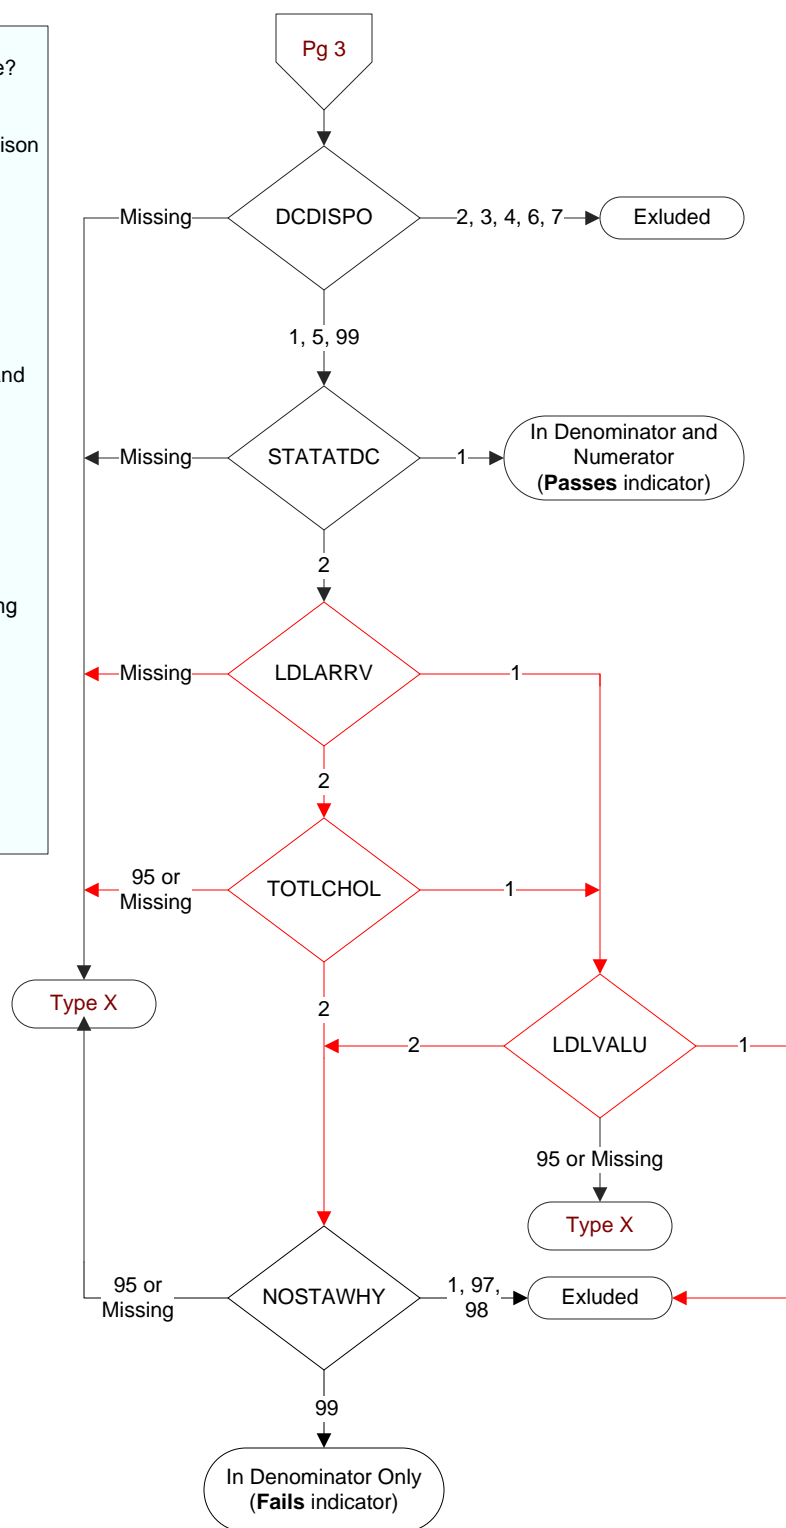 Pg 3
e?
ison
nd
ng
DCDISPO
Missing
2, 3, 4, 6, 7
Exluded
1, 5, 99
STATATDC
Missing
1
In Denominator and
Numerator
(Passes indicator)
2
LDLARRV
Missing
1
2
TOTLCHOL
95 or
Missing
1
Type X
2
LDLVALU
2
1
95 or Missing
Type X
NOSTAWHY
95 or
Missing
1, 97,
98
Exluded
99
In Denominator Only
(Fails indicator)